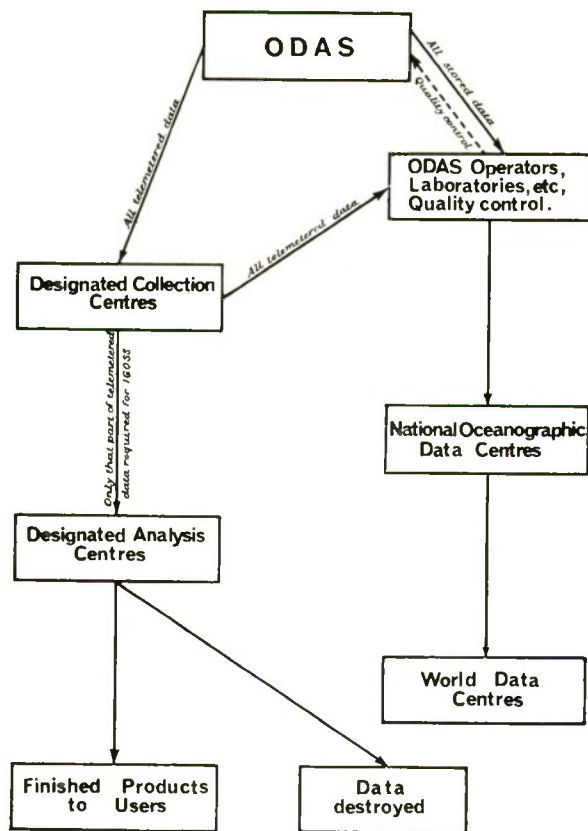 ODAS
All stored data
Quality control
All telemetered data
ODAS Operators,
Laboratories, etc,
Quality control.
All telemetered data
Designated Collection
Centres
Only that part of telemetered
data required for IGOSS
National Oceanographic
Data Centres
Designated Analysis
Centres
World Data
Centres
Finished Products
to Users
Data
destroyed